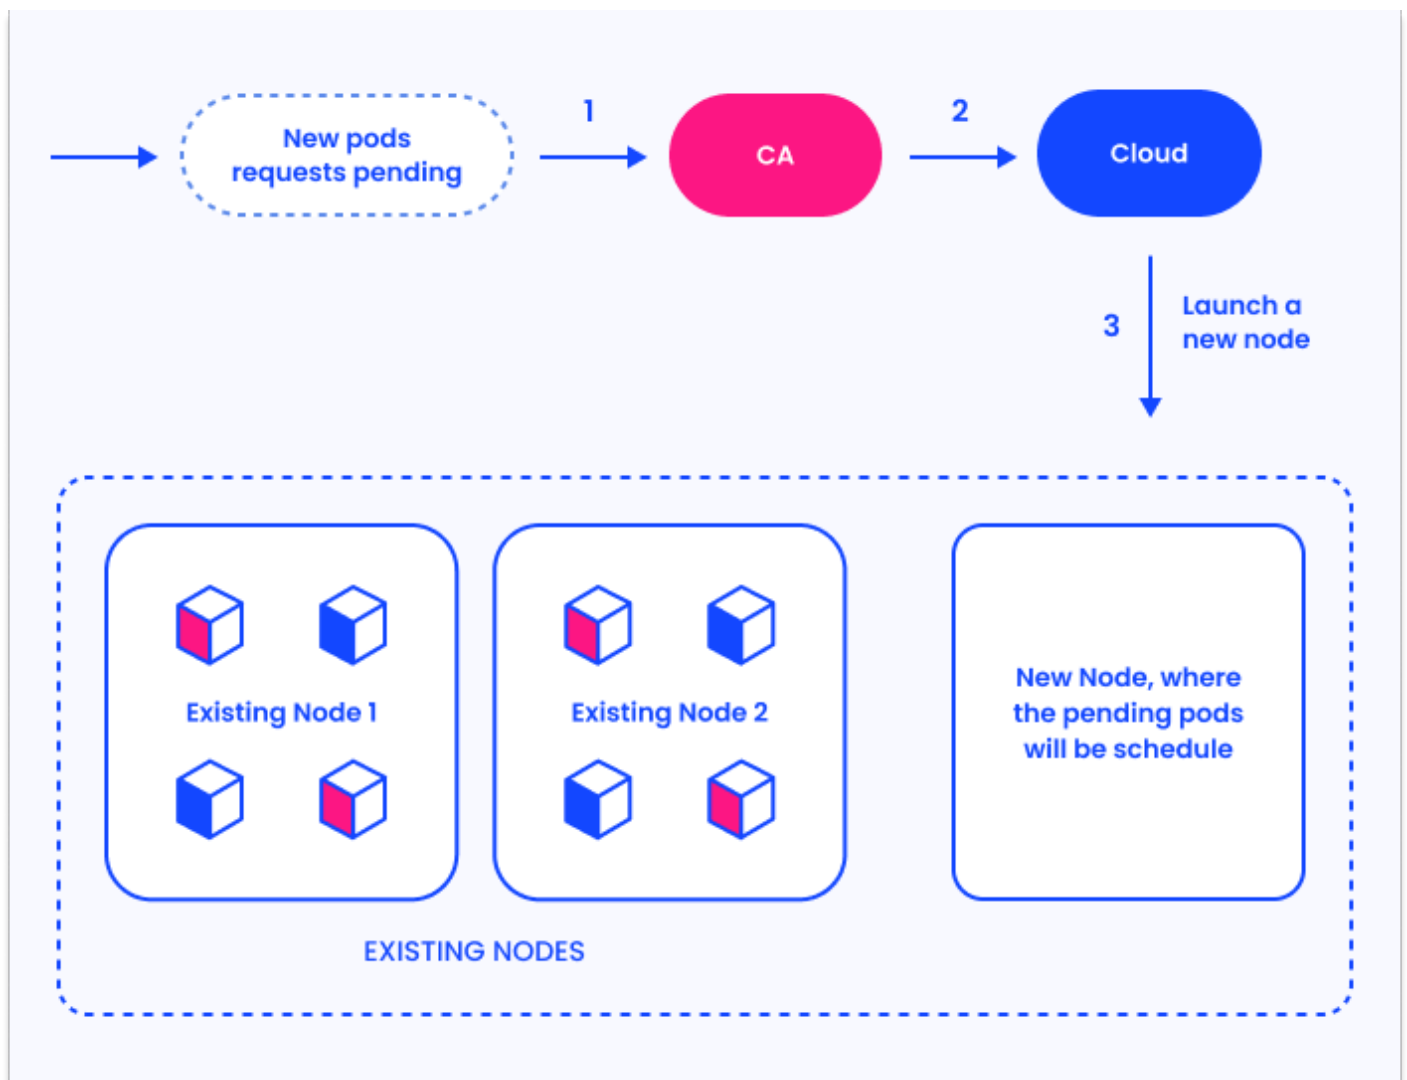 New pods
requests pending
1
CA
2
Cloud
3
Launch a
new node
Existing Node 1
Existing Node 2
New Node, where
the pending pods
will be schedule
EXISTING NODES